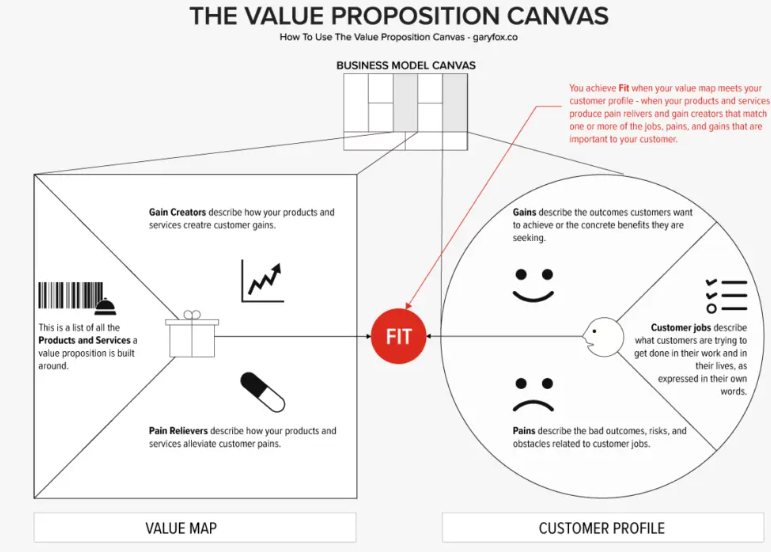 THE VALUE PROPOSITION CANVAS
How To Use The Value Proposition Canvas - garyfox.co
BUSINESS MODEL CANVAS
You achieve Fit when your value map meets your
customer profile - when your products and services
produce pain relivers and gain creators that match
one or more of the jobs, pains, and gains that are
important to your customer.
Gain Creators describe how your products and
services creatre customer gains.
This is a list of all the
Products and Services a
value proposition is built
around.
Pain Relievers describe how your products and
services alleviate customer pains.
FIT
Gains describe the outcomes customers want
to achieve or the concrete benefits they are
seeking.
Customer jobs describe
what customers are trying to
get done in their work and in
their lives, as
expressed in their own
words.
Pains describe the bad outcomes, risks, and
obstacles related to customer jobs.
VALUE MAP
CUSTOMER PROFILE